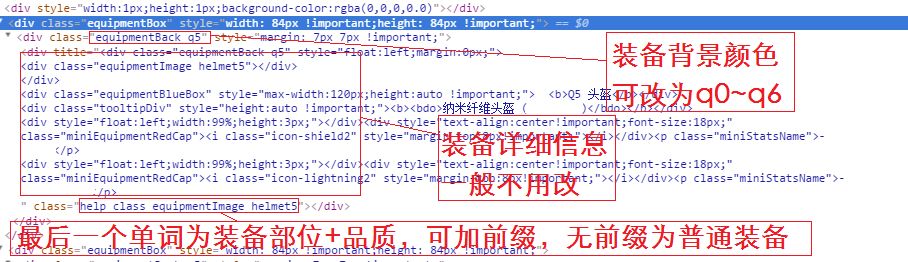 <div style="width:1px;height:1px;background-color:rgba(0,0,0,0.0)"></div>
<div class="equipmentBox" style="width: 84px !important;height: 84px !important;"> == $0
<div class="equipmentBack q5" style="margin: 7px 7px !important;">
装备背景颜色
可改为q0~q6
<div title="<div class="equipmentBack q5" style="float:left;margin:0px;">
<div class="equipmentImage helmet5"></div>
</div>
<div class="equipmentBlueBox" style="max-width:120px;height:auto !important;"> <b>Q5 头盔</b></div>
<div class="tooltipDiv" style="height:auto !important;"><b><bdo>纳米纤维头盔 ( )</bdo></b></div>
<div style="float:left;width:99%;height:3px;"></div><div style="text-align:center!important;font-size:18px;"
class="miniEquipmentRedCap"><i class="icon-shield2" style="margin-top:8px!important;"></i></div><p class="miniStatsName">-
</p>
装备详细信息
一般不用改
<div style="float:left;width:99%;height:3px;"></div><div style="text-align:center!important;font-size:18px;"
class="miniEquipmentRedCap"><i class="icon-lightning2" style="margin-top:8px!important;"></i></div><p class="miniStatsName">-
</p>
" class="help class equipmentImage helmet5"></div>
</div>
</div>
最后一个单词为装备部位+品质，可加前缀，无前缀为普通装备
<div class="equipmentBox" style="width: 84px !important;height: 84px !important;">